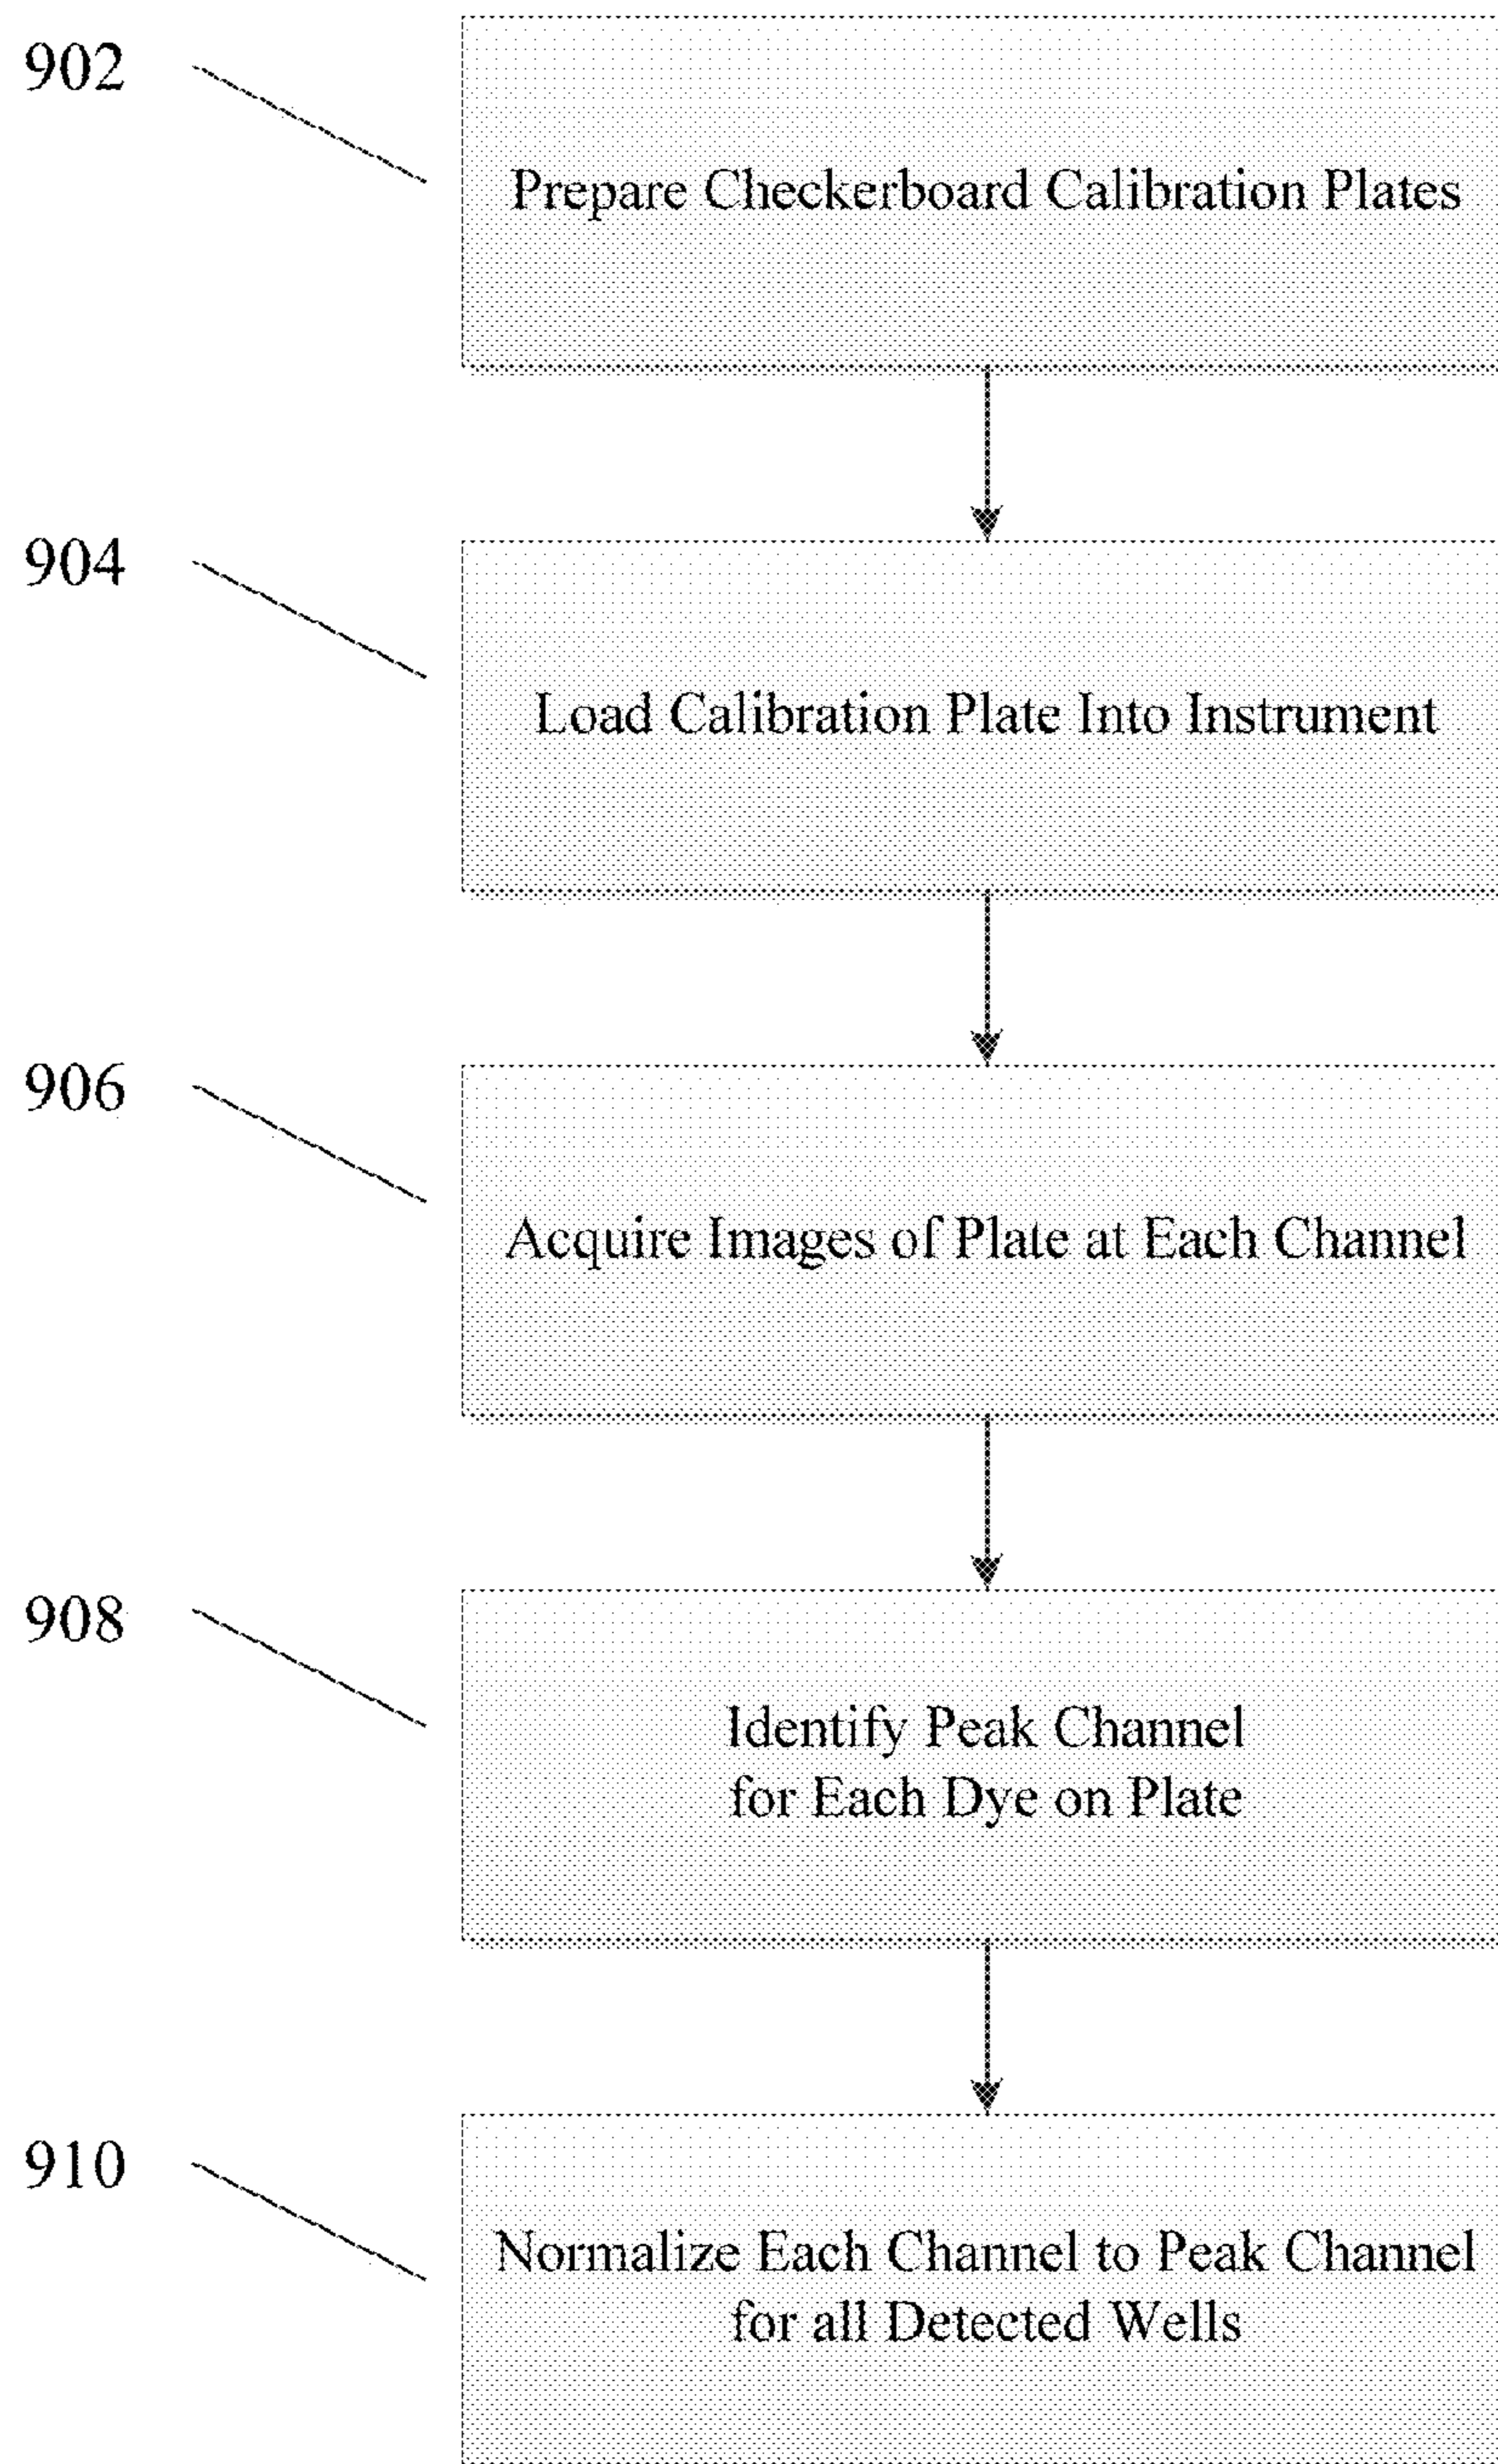 902
Prepare Checkerboard Calibration Plates
904
Load Calibration Plate Into Instrument
906
Acquire Images of Plate at Each Channel
908
Identify Peak Channel
for Each Dye on Plate
910
Normalize Each Channel to Peak Channel
for all Detected Wells